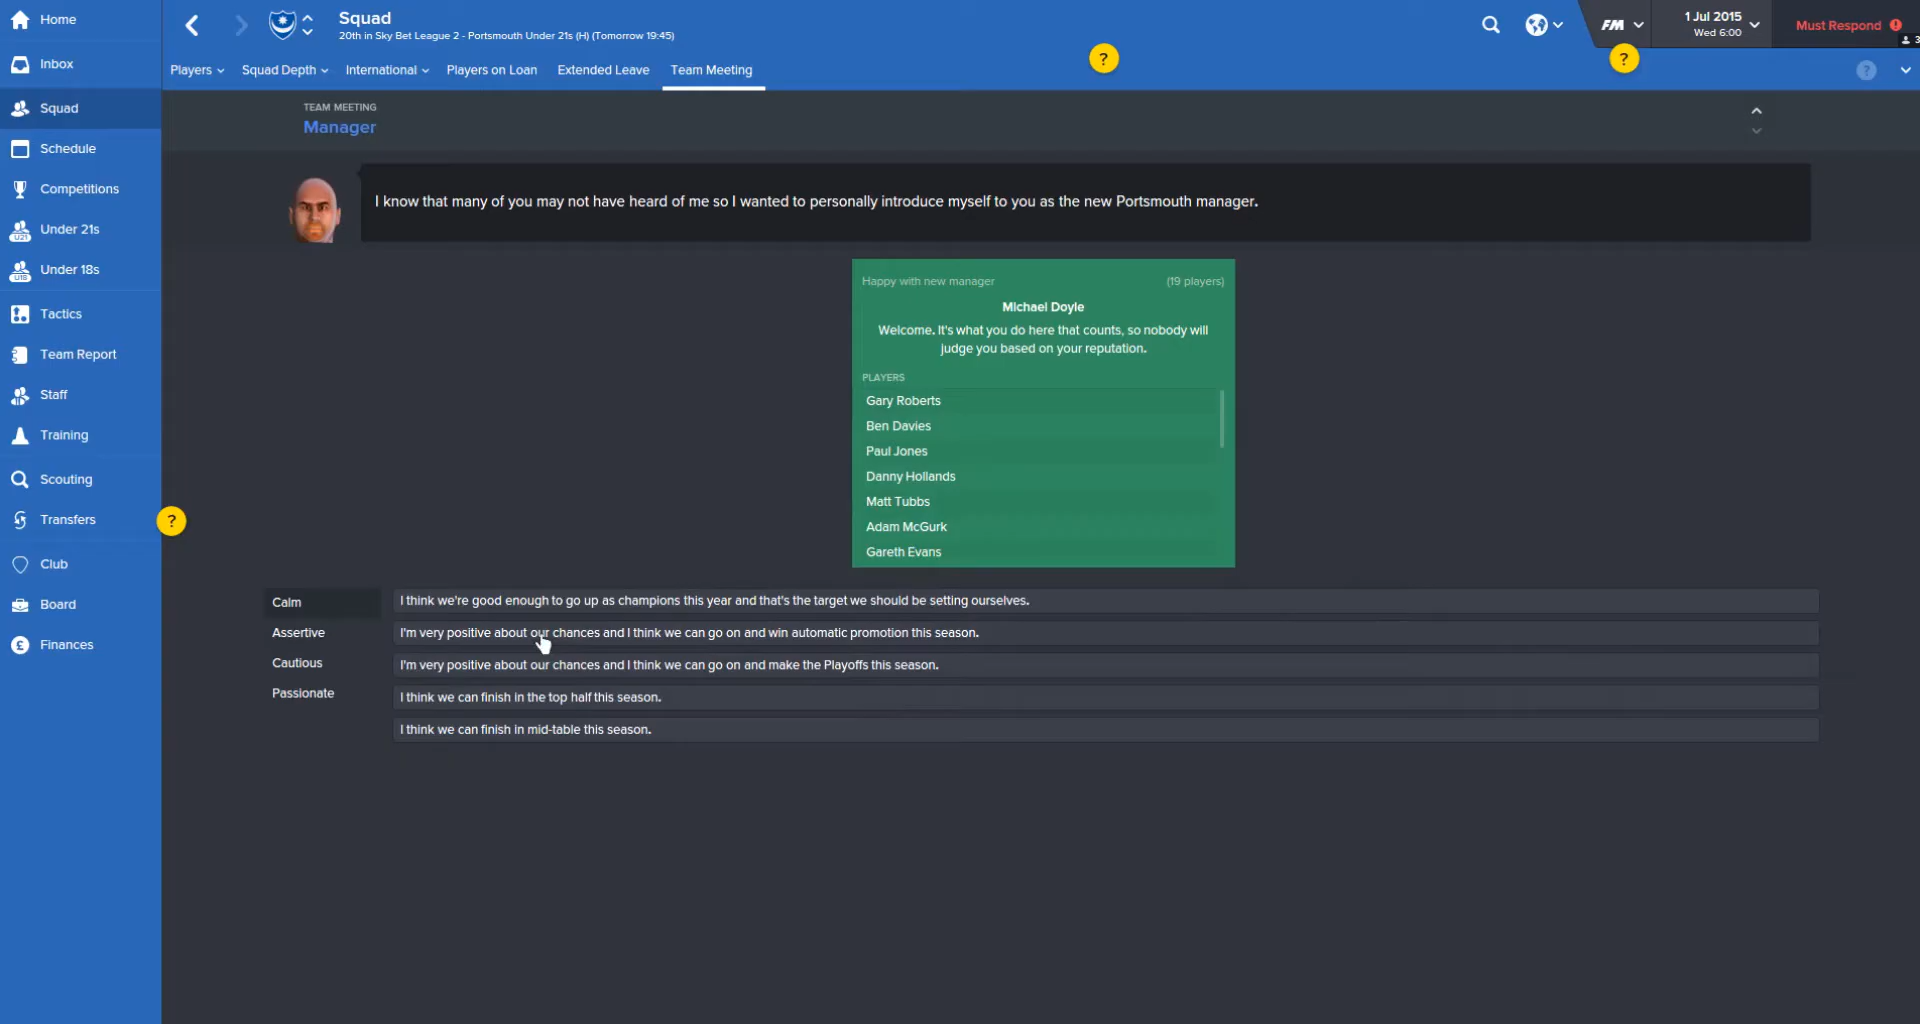 Home
Inbox
Squad
Schedule
Competitions
Under 21s
Under 18s
Tactics
Team Report
Staff
Training
Scouting
Transfers
Club
Board
Finances
Squad
20th in Sky Bet League 2 - Portsmouth Under 21s (H) (Tomorrow 19:45)
FM
1 Jul 2015
Wed 6:00
Must Respond
3
Players
Squad Depth
International
Players on Loan
Extended Leave
Team Meeting
?
?
?
?
TEAM MEETING
Manager
I know that many of you may not have heard of me so I wanted to personally introduce myself to you as the new Portsmouth manager.
Happy with new manager (19 players)
Michael Doyle
Welcome. It's what you do here that counts, so nobody will
judge you based on your reputation.
PLAYERS
Gary Roberts
Ben Davies
Paul Jones
Danny Hollands
Matt Tubbs
Adam McGurk
Gareth Evans
Calm
Assertive
Cautious
Passionate
I think we're good enough to go up as champions this year and that's the target we should be setting ourselves.
I'm very positive about our chances and I think we can go on and win automatic promotion this season.
I'm very positive about our chances and I think we can go on and make the Playoffs this season.
I think we can finish in the top half this season.
I think we can finish in mid-table this season.